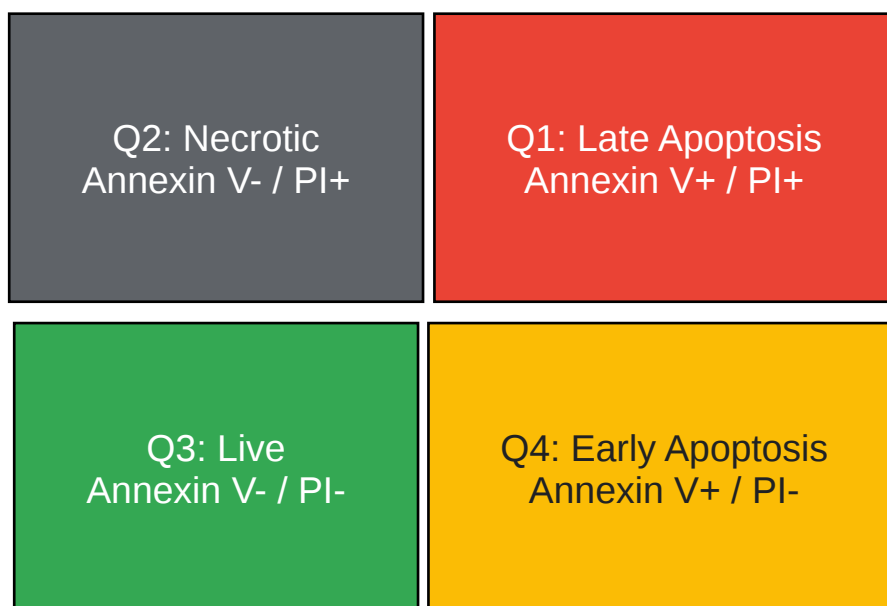 Q2: Necrotic
Annexin V- / PI+
Q1: Late Apoptosis
Annexin V+ / PI+
Q3: Live
Annexin V- / PI-
Q4: Early Apoptosis
Annexin V+ / PI-